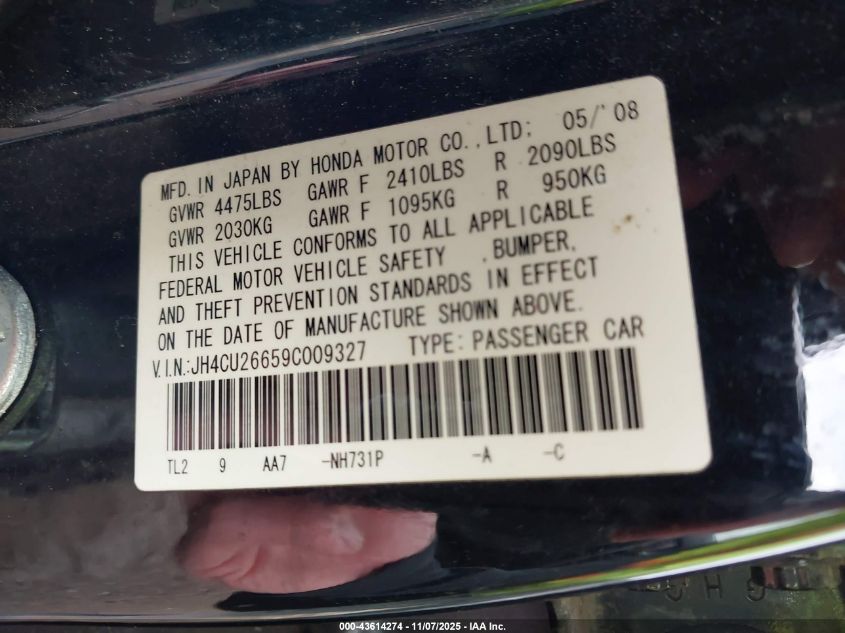 MFD. IN JAPAN BY HONDA MOTOR CO., LTD; 05/'08
GVWR 4475LBS GAWR F 2410LBS R 2090LBS
GVWR 2030KG GAWR F 1095KG R 950KG
THIS VEHICLE CONFORMS TO ALL APPLICABLE
FEDERAL MOTOR VEHICLE SAFETY , BUMPER,
AND THEFT PREVENTION STANDARDS IN EFFECT
ON THE DATE OF MANUFACTURE SHOWN ABOVE.
V.I.N.:JH4CU26659C009327 TYPE: PASSENGER CAR
TL2 9 AA7 -NH731P -A -C
000-43614274 - 11/07/2025 - IAA Inc.